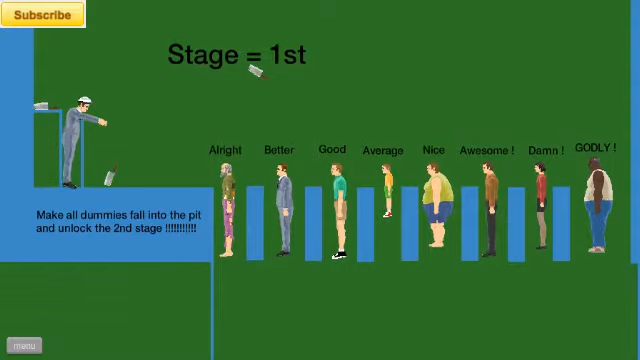 Subscribe
Stage = 1st
Alright Better Good Average Nice Awesome ! Damn ! GODLY !
Make all dummies fall into the pit
and unlock the 2nd stage !!!!!!!!!!!
menu